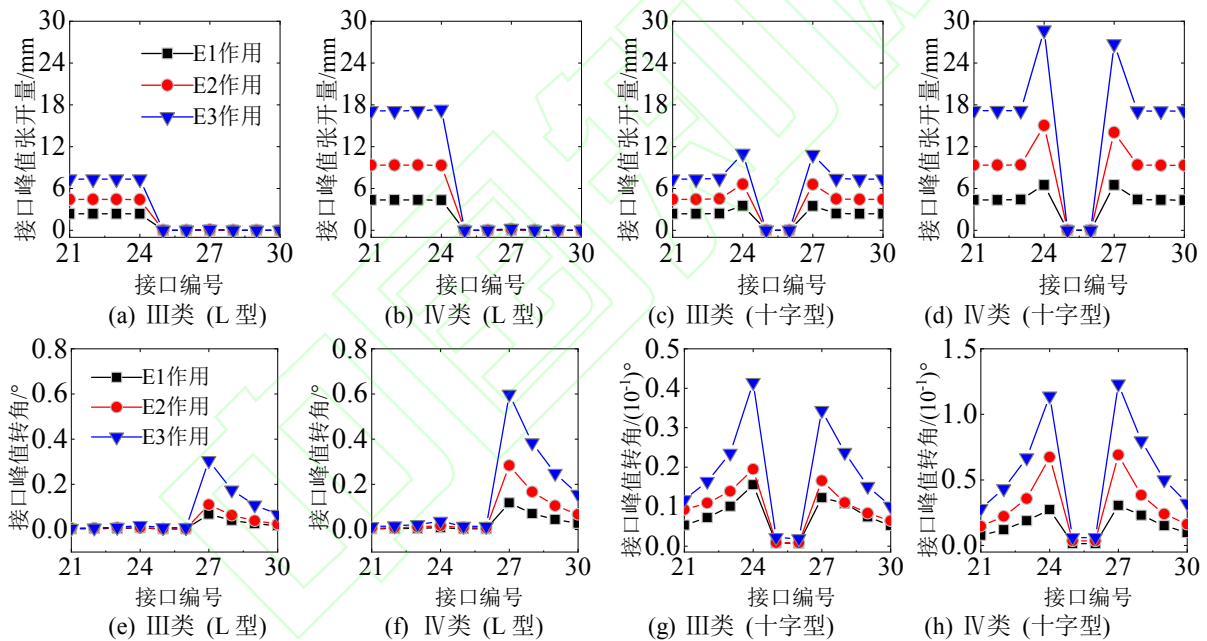 接口峰值张开量/mm
30
24
18
12
6
0
E1作用
E2作用
E3作用
21 24 27 30
接口编号
(a) Ⅲ类 (L 型)
接口峰值张开量/mm
30
24
18
12
6
0
21 24 27 30
接口编号
(b) Ⅳ类 (L 型)
接口峰值张开量/mm
30
24
18
12
6
0
21 24 27 30
接口编号
(c) Ⅲ类 (十字型)
接口峰值张开量/mm
30
24
18
12
6
0
21 24 27 30
接口编号
(d) Ⅳ类 (十字型)
接口峰值转角/°
0.8
0.6
0.4
0.2
0.0
E1作用
E2作用
E3作用
21 24 27 30
接口编号
(e) Ⅲ类 (L 型)
接口峰值转角/°
0.8
0.6
0.4
0.2
0.0
21 24 27 30
接口编号
(f) Ⅳ类 (L 型)
接口峰值转角/(10⁻¹)°
0.5
0.4
0.3
0.2
0.1
0.0
21 24 27 30
接口编号
(g) Ⅲ类 (十字型)
接口峰值转角/(10⁻¹)°
1.5
1.0
0.5
0.0
21 24 27 30
接口编号
(h) Ⅳ类 (十字型)